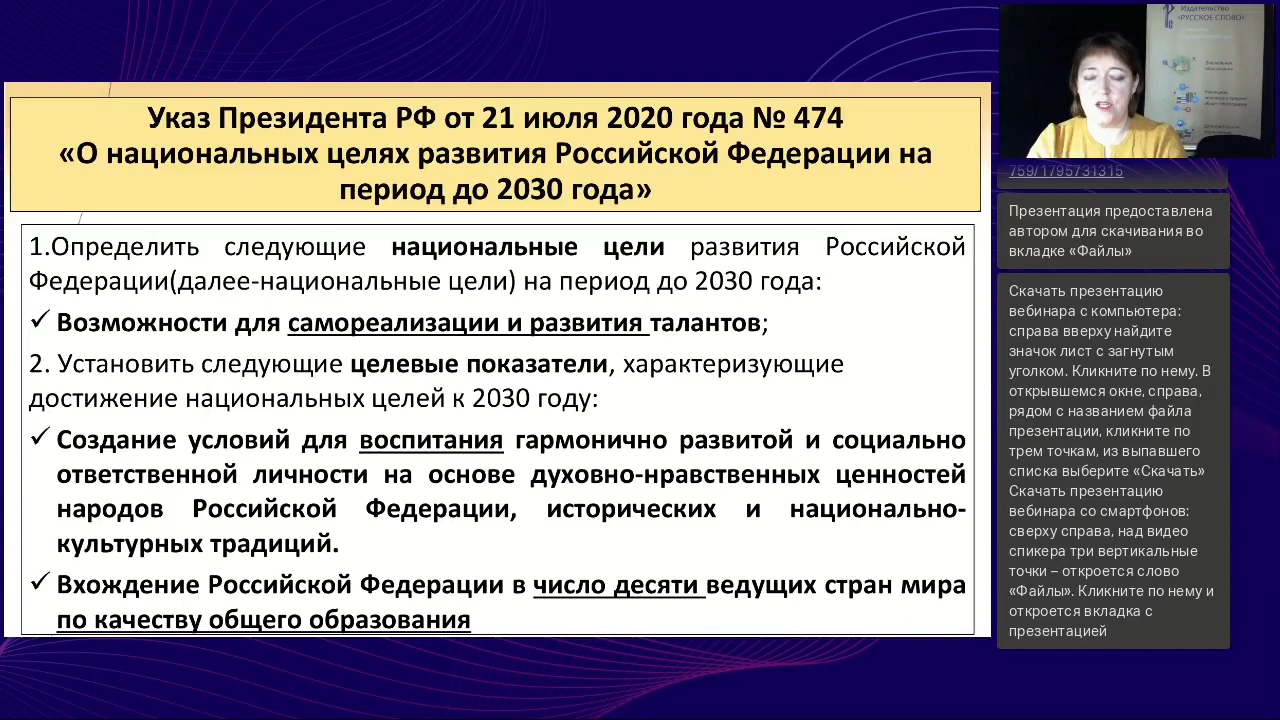 Указ Президента РФ от 21 июля 2020 года № 474
«О национальных целях развития Российской Федерации на
период до 2030 года»
1.Определить следующие национальные цели развития Российской
Федерации(далее-национальные цели) на период до 2030 года:
✓ Возможности для самореализации и развития талантов;
2. Установить следующие целевые показатели, характеризующие
достижение национальных целей к 2030 году:
✓ Создание условий для воспитания гармонично развитой и социально
ответственной личности на основе духовно-нравственных ценностей
народов Российской Федерации, исторических и национально-
культурных традиций.
✓ Вхождение Российской Федерации в число десяти ведущих стран мира
по качеству общего образования
Издательство
«РУССКОЕ СЛОВО»
759/1795731315
Презентация предоставлена
автором для скачивания во
вкладке «Файлы»
Скачать презентацию
вебинара с компьютера:
справа вверху найдите
значок лист с загнутым
уголком. Кликните по нему. В
открывшемся окне, справа,
рядом с названием файла
презентации, кликните по
трем точкам, из выпавшего
списка выберите «Скачать»
Скачать презентацию
вебинара со смартфонов:
сверху справа, над видео
спикера три вертикальные
точки – откроется слово
«Файлы». Кликните по нему и
откроется вкладка с
презентацией